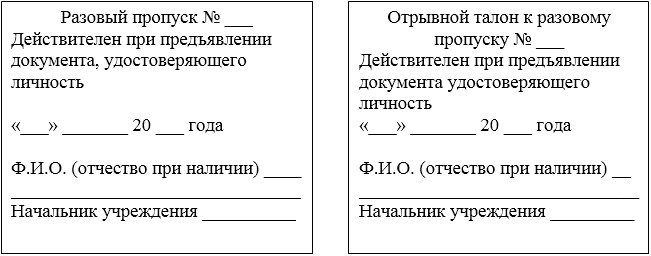 Разовый пропуск № ___
Действителен при предъявлении
документа, удостоверяющего
личность
«___» _______ 20 ___ года
Ф.И.О. (отчество при наличии) ____
_______________________________
Начальник учреждения __________
Отрывной талон к разовому
пропуску № ___
Действителен при предъявлении
документа удостоверяющего
личность
«___» _______ 20 ___ года
Ф.И.О. (отчество при наличии) __
______________________________
Начальник учреждения _________